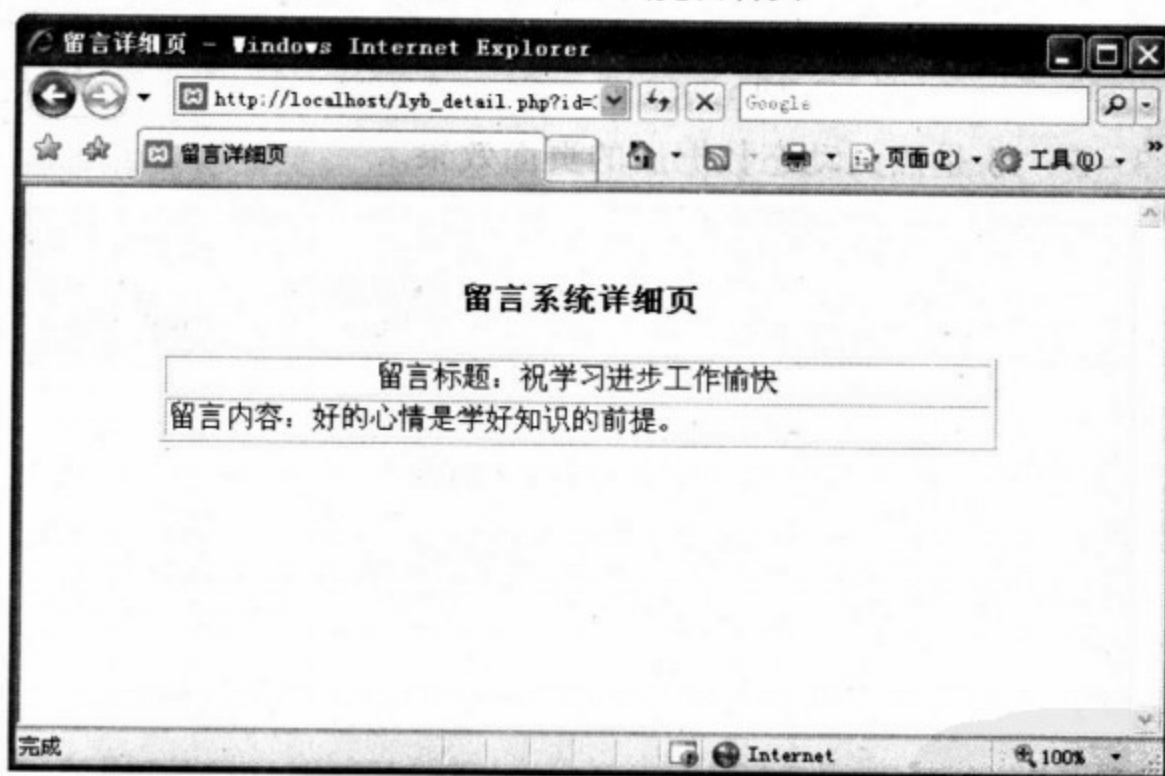 留言详细页 - Windows Internet Explorer
http://localhost/lyb_detail.php?id=
Google
留言详细页
页面(P)
工具(O)
»
留言系统详细页
留言标题：祝学习进步工作愉快
留言内容：好的心情是学好知识的前提。
完成
Internet
100%